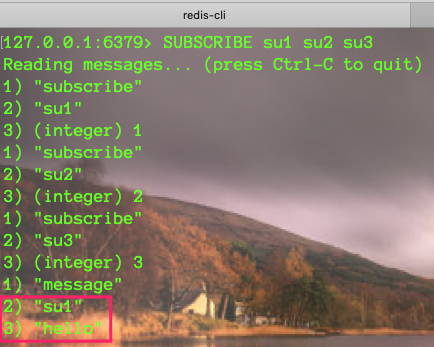 redis-cli
127.0.0.1:6379> SUBSCRIBE su1 su2 su3
Reading messages... (press Ctrl-C to quit)
1) "subscribe"
2) "su1"
3) (integer) 1
1) "subscribe"
2) "su2"
3) (integer) 2
1) "subscribe"
2) "su3"
3) (integer) 3
1) "message"
2) "su1"
3) "hello"